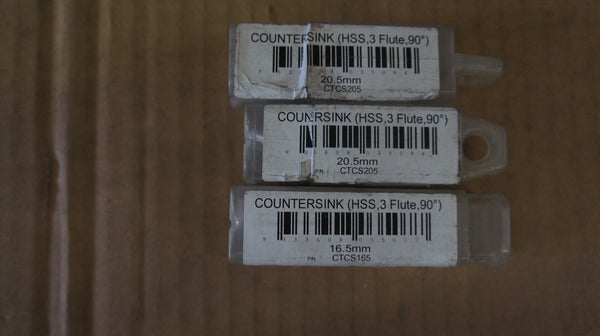 COUNTERSINK (HSS,3 Flute,90°)
20.5mm
CTCS205
COUNERSINK (HSS,3 Flute,90°)
20.5mm
P/N CTCS205
COUNTERSINK (HSS,3 Flute,90°)
16.5mm
P/N CTCS165